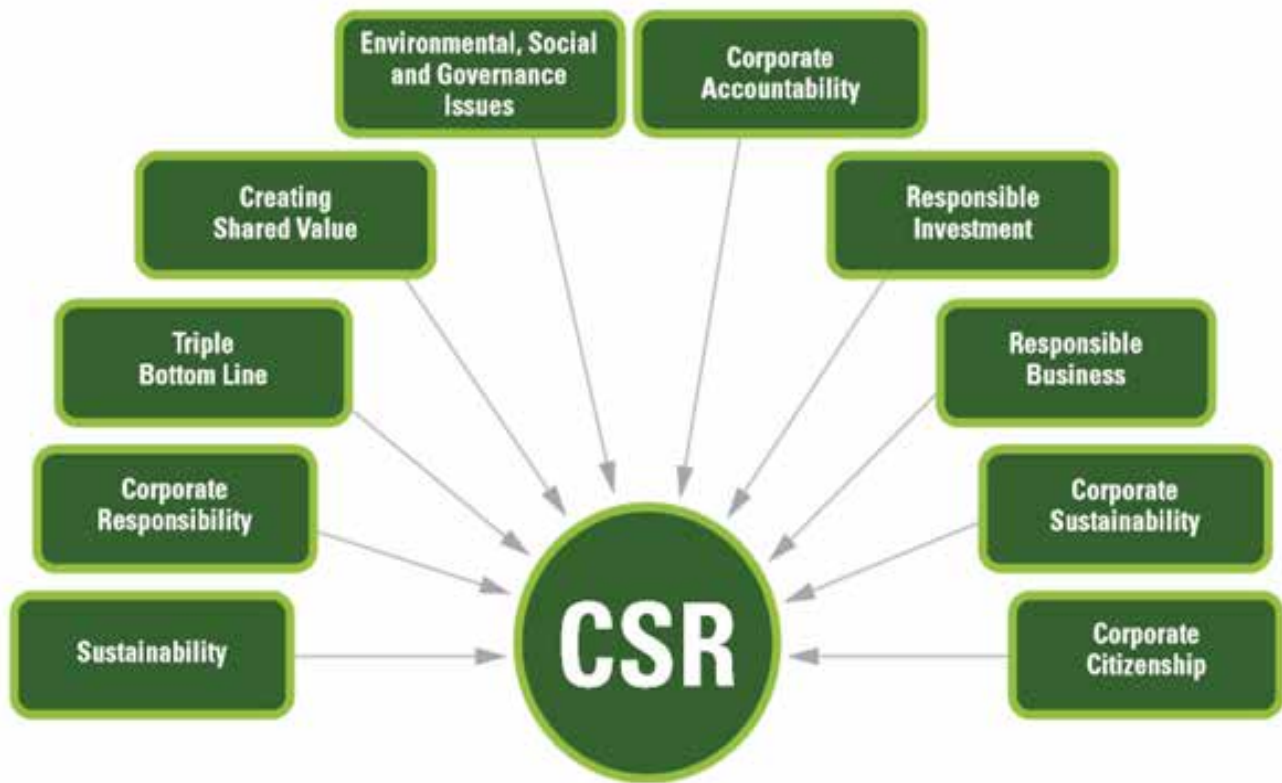 Environmental, Social
and Governance
Issues
Corporate
Accountability
Creating
Shared Value
Responsible
Investment
Triple
Bottom Line
Responsible
Business
Corporate
Responsibility
Corporate
Sustainability
Sustainability
CSR
Corporate
Citizenship